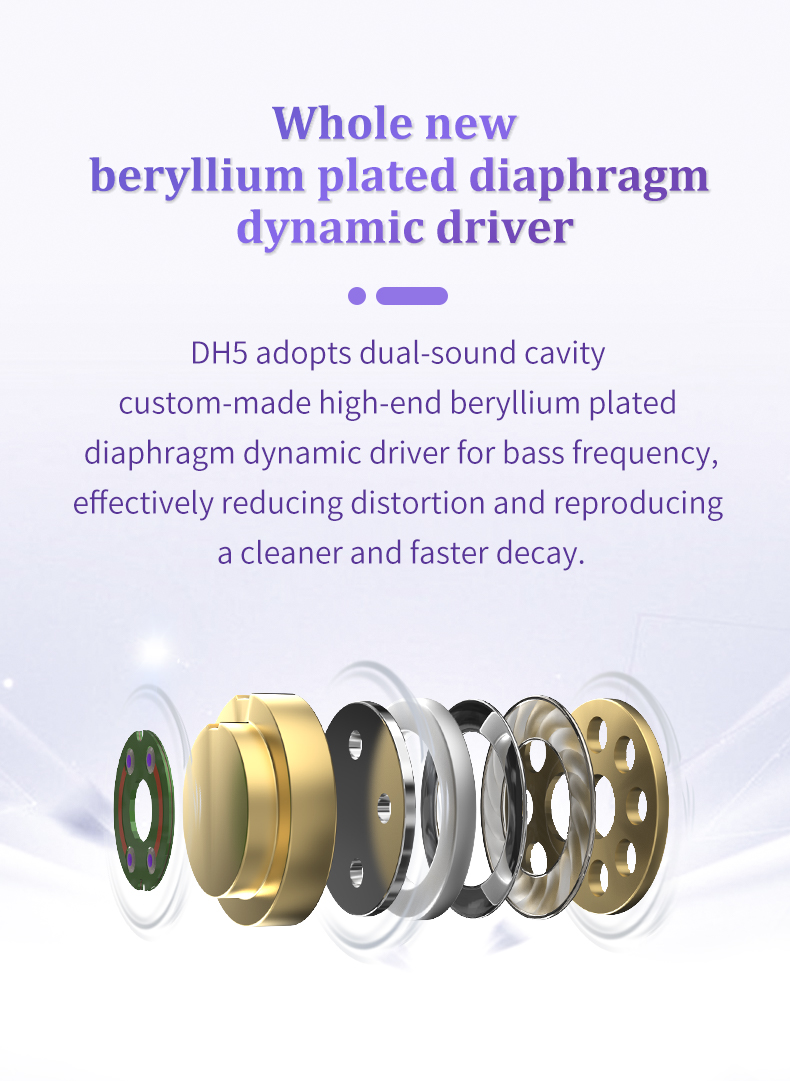 Whole new
beryllium plated diaphragm
dynamic driver
DH5 adopts dual-sound cavity
custom-made high-end beryllium plated
diaphragm dynamic driver for bass frequency,
effectively reducing distortion and reproducing
a cleaner and faster decay.